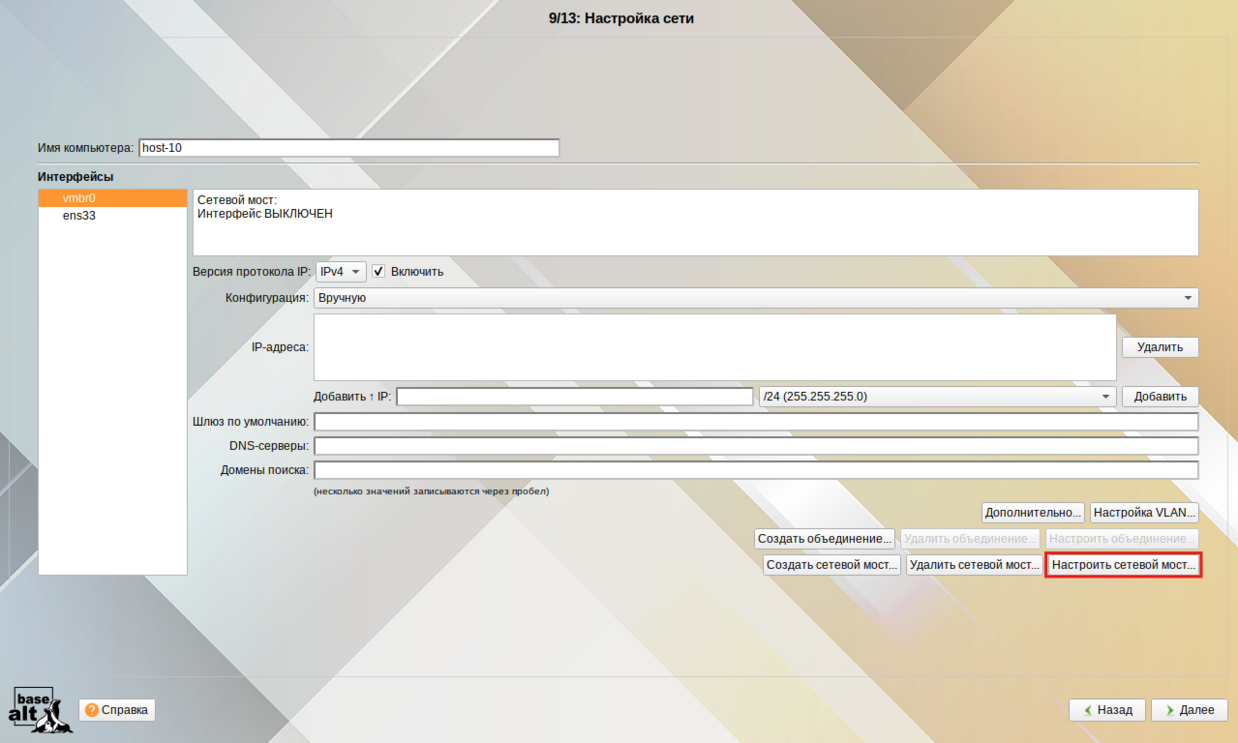 9/13: Настройка сети
Имя компьютера: host-10
Интерфейсы
vmbr0
ens33
Сетевой мост:
Интерфейс ВЫКЛЮЧЕН
Версия протокола IP: IPv4 Включить
Конфигурация: Вручную
IP-адреса: Удалить
Добавить ↑ IP: /24 (255.255.255.0) Добавить
Шлюз по умолчанию:
DNS-серверы:
Домены поиска:
(несколько значений записываются через пробел)
Дополнительно... Настройка VLAN...
Создать объединение... Удалить объединение... Настроить объединение...
Создать сетевой мост... Удалить сетевой мост... Настроить сетевой мост...
base
alt
Справка
Назад Далее